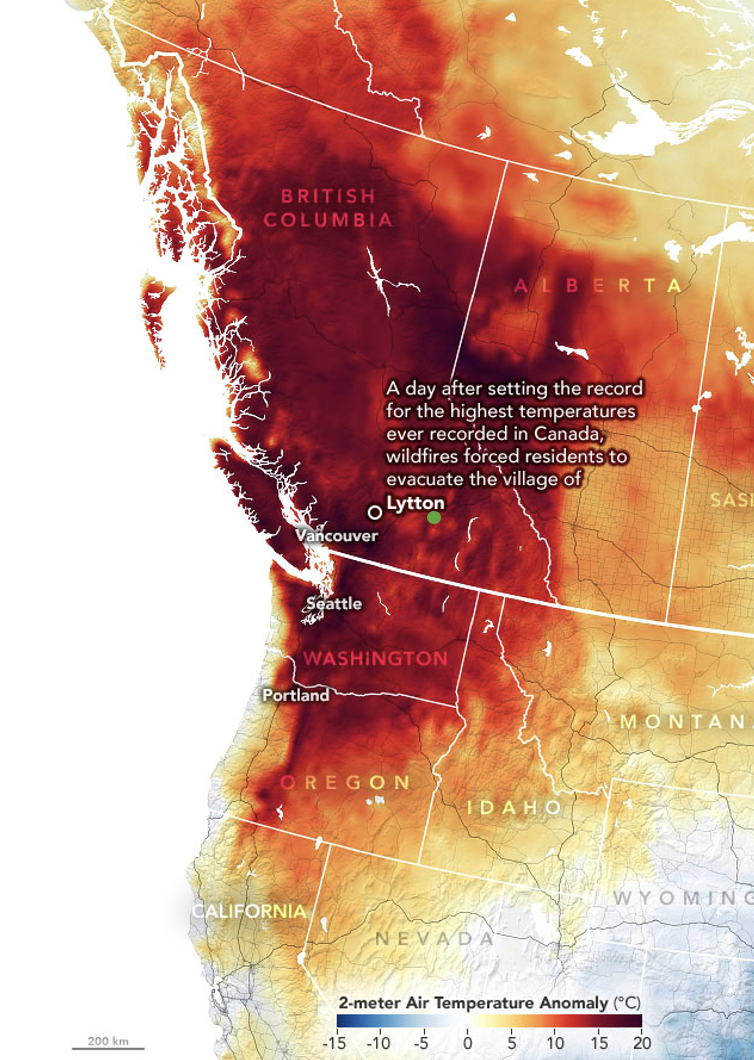 BRITISH
COLUMBIA
ALBERTA
A day after setting the record
for the highest temperatures
ever recorded in Canada,
wildfires forced residents to
evacuate the village of
Lytton
SAS
Vancouver
Seattle
WASHINGTON
Portland
MONTANA
OREGON
IDAHO
WYOMING
CALIFORNIA
NEVADA
2-meter Air Temperature Anomaly (°C)
-15 -10 -5 0 5 10 15 20
200 km